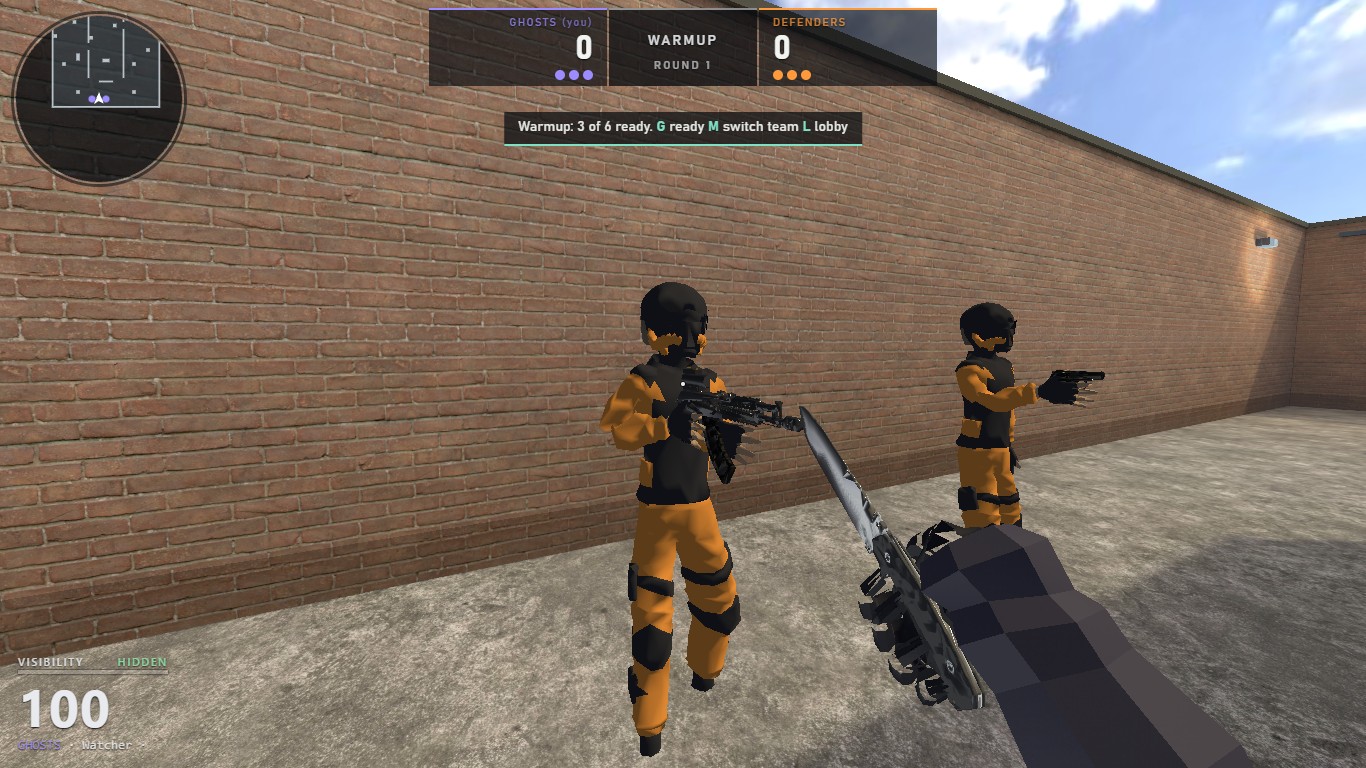 GHOSTS (you)
0
WARMUP
ROUND 1
DEFENDERS
0
Warmup: 3 of 6 ready. G ready M switch team L lobby
VISIBILITY HIDDEN
100
GHOSTS · Watcher